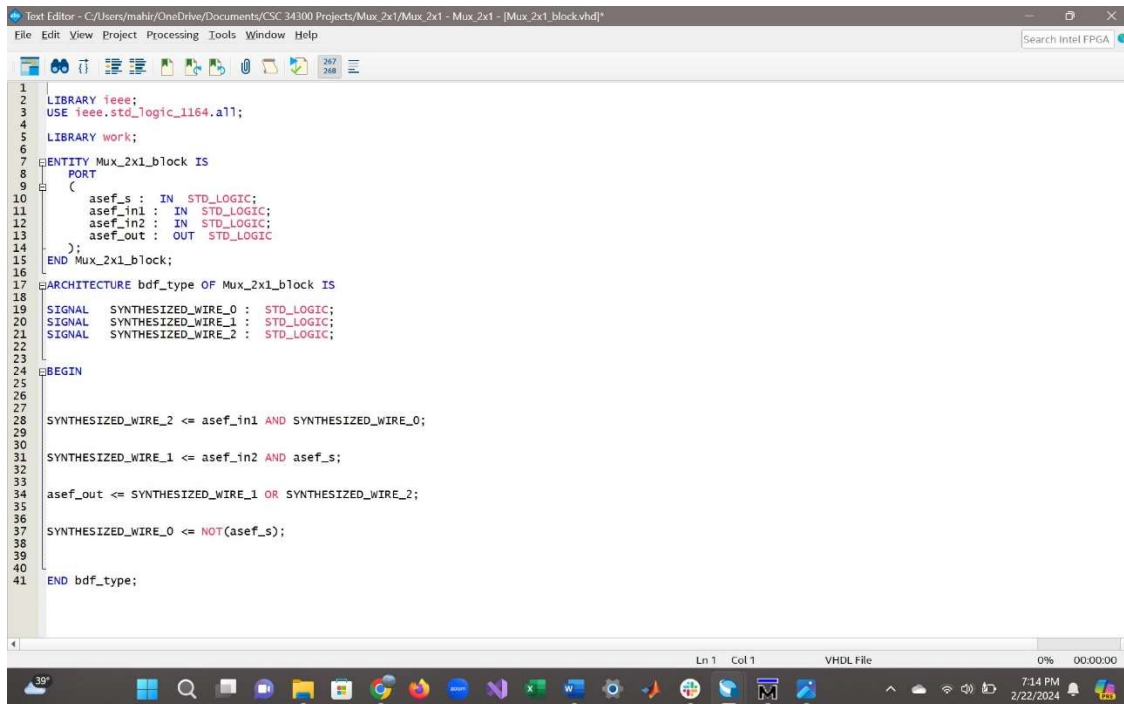 Text Editor - C:/Users/mahir/OneDrive/Documents/CSC 34300 Projects/Mux_2x1/Mux_2x1 - Mux_2x1 - [Mux_2x1_block.vhd]*
File Edit View Project Processing Tools Window Help
Search Intel FPGA
267
268
1
2 LIBRARY ieee;
3 USE ieee.std_logic_1164.all;
4
5 LIBRARY work;
6
7 ENTITY Mux_2x1_block IS
8 PORT
9 (
10 asef_s : IN STD_LOGIC;
11 asef_in1 : IN STD_LOGIC;
12 asef_in2 : IN STD_LOGIC;
13 asef_out : OUT STD_LOGIC
14 );
15 END Mux_2x1_block;
16
17 ARCHITECTURE bdf_type OF Mux_2x1_block IS
18
19 SIGNAL SYNTHESIZED_WIRE_0 : STD_LOGIC;
20 SIGNAL SYNTHESIZED_WIRE_1 : STD_LOGIC;
21 SIGNAL SYNTHESIZED_WIRE_2 : STD_LOGIC;
22
23
24 BEGIN
25
26
27
28 SYNTHESIZED_WIRE_2 <= asef_in1 AND SYNTHESIZED_WIRE_0;
29
30
31 SYNTHESIZED_WIRE_1 <= asef_in2 AND asef_s;
32
33
34 asef_out <= SYNTHESIZED_WIRE_1 OR SYNTHESIZED_WIRE_2;
35
36
37 SYNTHESIZED_WIRE_0 <= NOT(asef_s);
38
39
40
41 END bdf_type;
Ln 1 Col 1 VHDL File 0% 00:00:00
39°
zoom
7:14 PM
2/22/2024
PRE